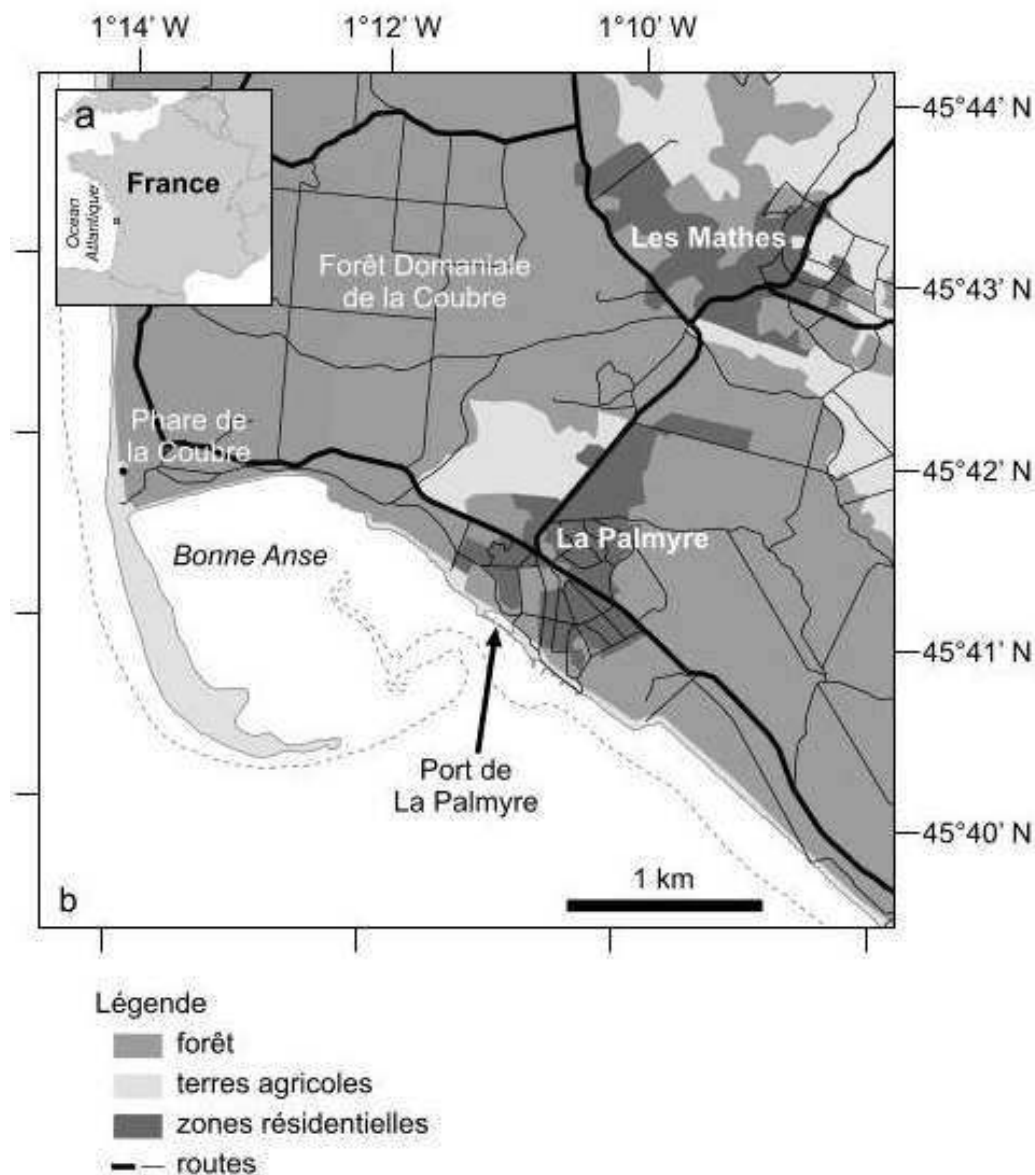 1°14' W
1°12' W
1°10' W
a
France
Ocean
Atlantique
45°44' N
Les Mathes
Forêt Domaniale
de la Coubre
45°43' N
Phare de
la Coubre
45°42' N
La Palmyre
Bonne Anse
45°41' N
Port de
La Palmyre
45°40' N
1 km
b
Légende
forêt
terres agricoles
zones résidentielles
routes